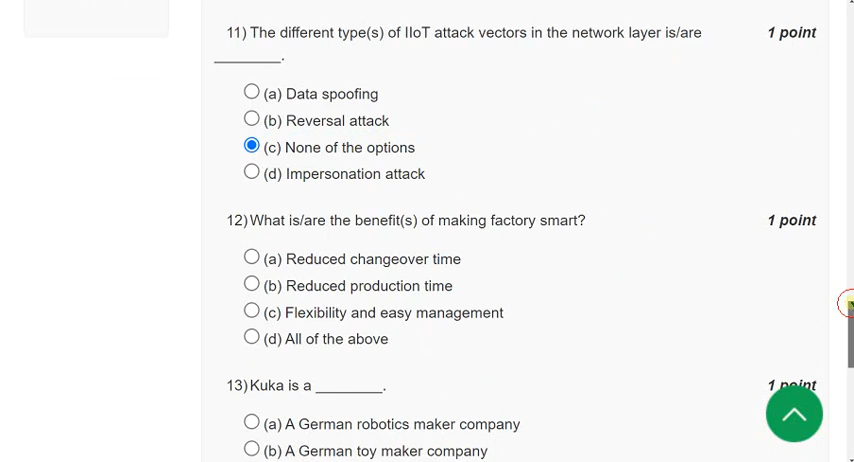 11) The different type(s) of IIoT attack vectors in the network layer is/are 1 point
________.
(a) Data spoofing
(b) Reversal attack
(c) None of the options
(d) Impersonation attack
12) What is/are the benefit(s) of making factory smart? 1 point
(a) Reduced changeover time
(b) Reduced production time
(c) Flexibility and easy management
(d) All of the above
13) Kuka is a ________. 1 point
(a) A German robotics maker company
(b) A German toy maker company